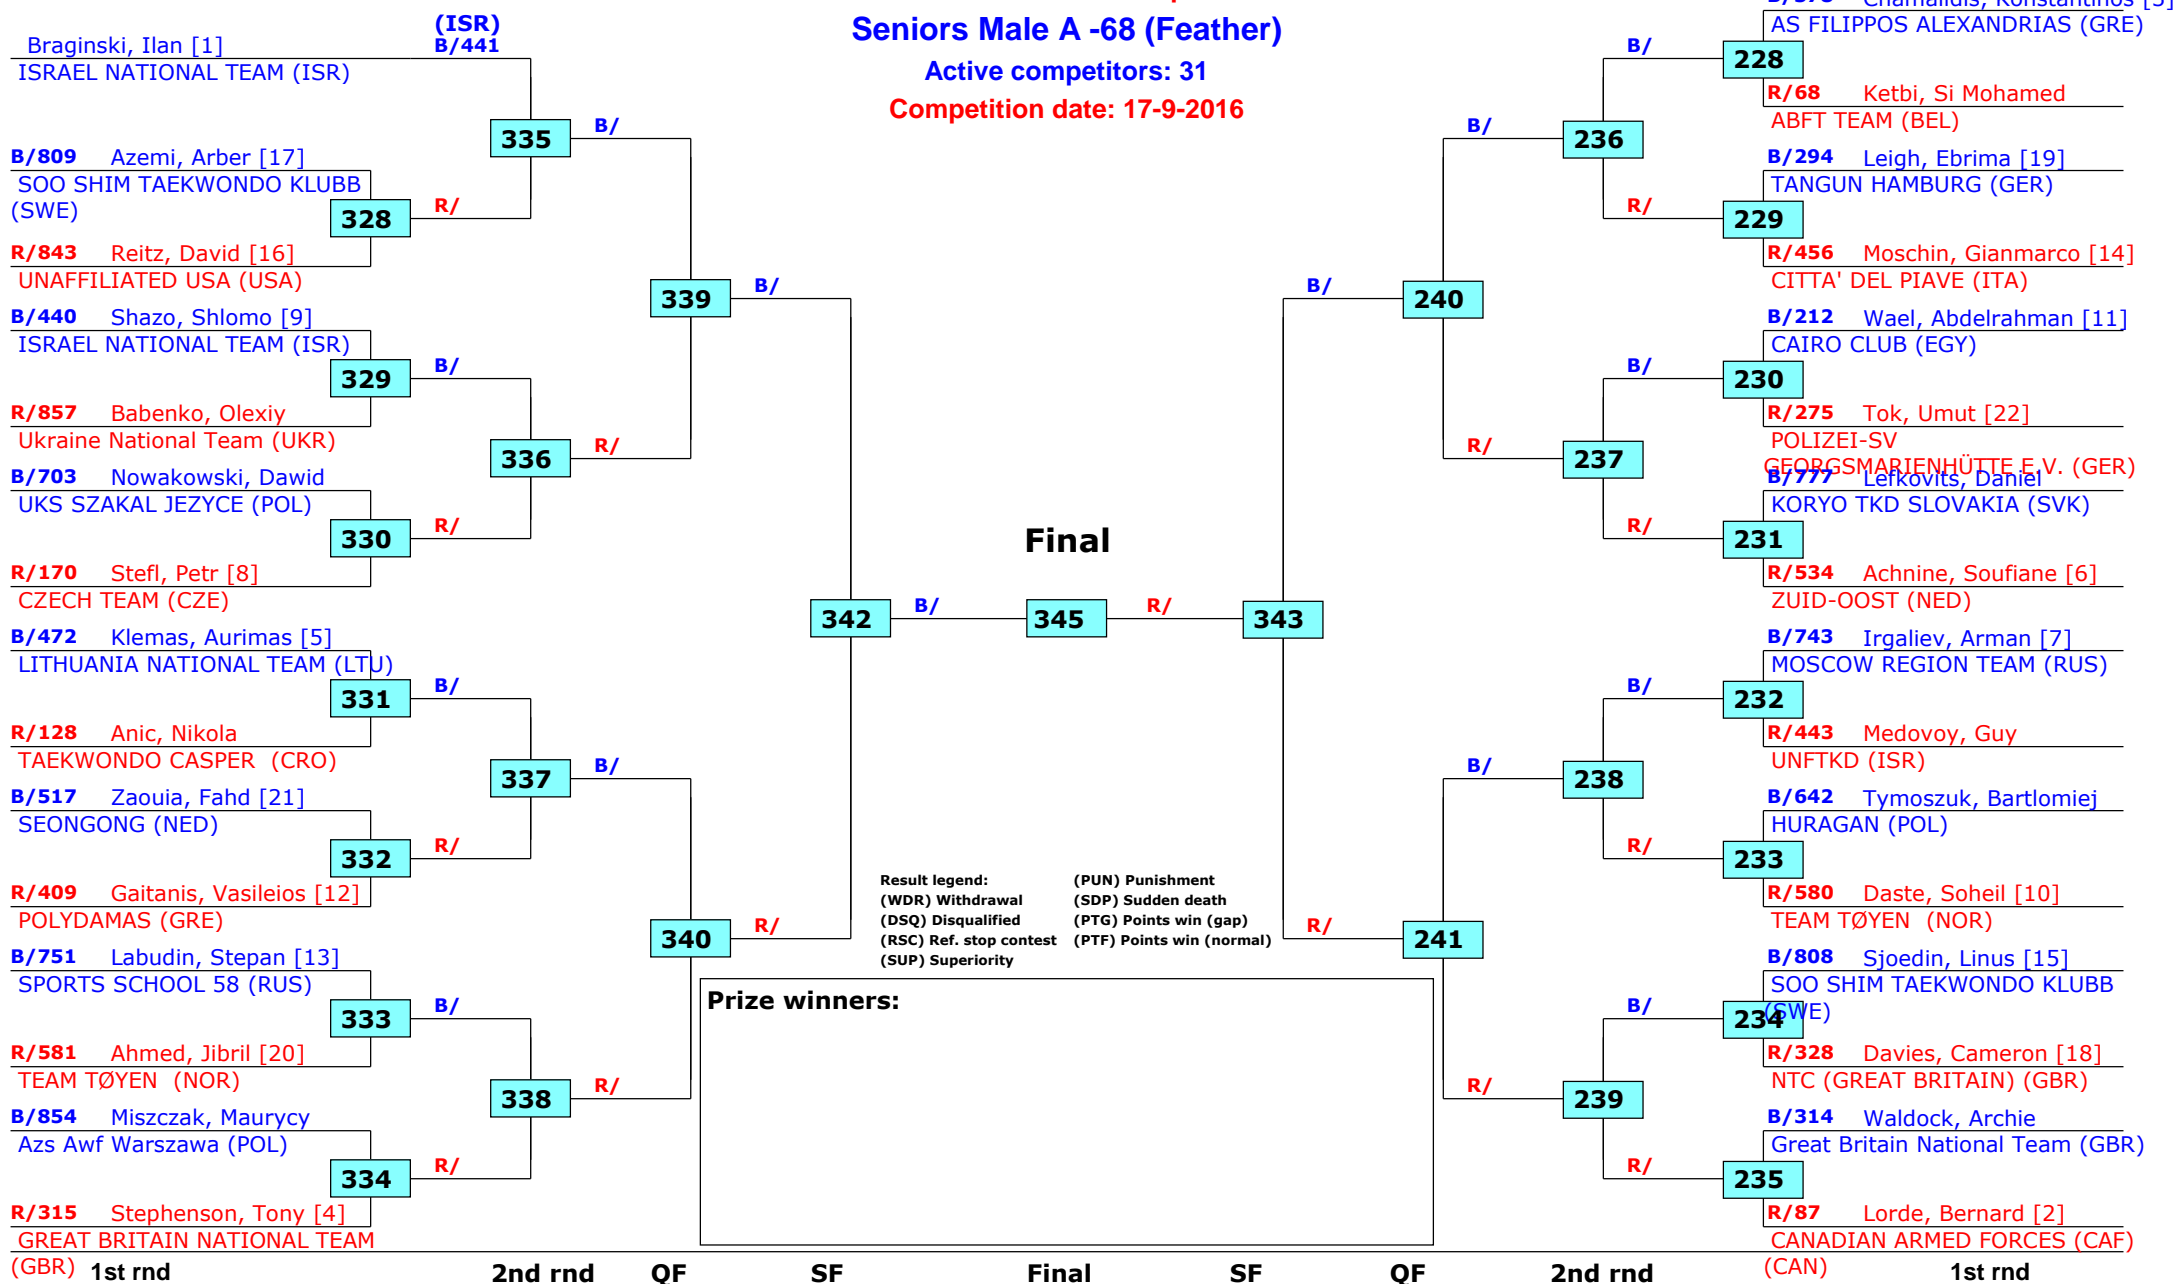 Seniors Male A -68 (Feather)
Active competitors: 31
Competition date: 17-9-2016
(ISR)
Braginski, Ilan [1] B/441
ISRAEL NATIONAL TEAM (ISR)
335
B/
B/809 Azemi, Arber [17]
SOO SHIM TAEKWONDO KLUBB
(SWE)
328
R/
R/843 Reitz, David [16]
UNAFFILIATED USA (USA)
339
B/
B/440 Shazo, Shlomo [9]
ISRAEL NATIONAL TEAM (ISR)
329
B/
R/857 Babenko, Olexiy
Ukraine National Team (UKR)
336
R/
B/703 Nowakowski, Dawid
UKS SZAKAL JEZYCE (POL)
330
R/
R/170 Stefl, Petr [8]
CZECH TEAM (CZE)
342
B/
B/472 Klemas, Aurimas [5]
LITHUANIA NATIONAL TEAM (LTU)
331
B/
R/128 Anic, Nikola
TAEKWONDO CASPER (CRO)
337
B/
B/517 Zaouia, Fahd [21]
SEONGONG (NED)
332
R/
R/409 Gaitanis, Vasileios [12]
POLYDAMAS (GRE)
340
R/
B/751 Labudin, Stepan [13]
SPORTS SCHOOL 58 (RUS)
333
B/
R/581 Ahmed, Jibril [20]
TEAM TØYEN (NOR)
338
R/
B/854 Miszczak, Maurycy
Azs Awf Warszawa (POL)
334
R/
R/315 Stephenson, Tony [4]
GREAT BRITAIN NATIONAL TEAM
(GBR)
Final
345
R/
343
Result legend:
(WDR) Withdrawal
(DSQ) Disqualified
(RSC) Ref. stop contest
(SUP) Superiority
(PUN) Punishment
(SDP) Sudden death
(PTG) Points win (gap)
(PTF) Points win (normal)
Prize winners:
AS FILIPPOS ALEXANDRIAS (GRE)
B/
228
R/68 Ketbi, Si Mohamed
ABFT TEAM (BEL)
B/
236
B/294 Leigh, Ebrima [19]
TANGUN HAMBURG (GER)
R/
229
R/456 Moschin, Gianmarco [14]
CITTA' DEL PIAVE (ITA)
B/
240
B/212 Wael, Abdelrahman [11]
CAIRO CLUB (EGY)
B/
230
R/275 Tok, Umut [22]
POLIZEI-SV
GEORGSMARIENHÜTTE E.V. (GER)
R/
237
B/777 Lefkovits, Daniel
KORYO TKD SLOVAKIA (SVK)
R/
231
R/534 Achnine, Soufiane [6]
ZUID-OOST (NED)
B/743 Irgaliev, Arman [7]
MOSCOW REGION TEAM (RUS)
B/
232
R/443 Medovoy, Guy
UNFTKD (ISR)
B/
238
B/642 Tymoszuk, Bartlomiej
HURAGAN (POL)
R/
233
R/580 Daste, Soheil [10]
TEAM TØYEN (NOR)
R/
241
B/808 Sjoedin, Linus [15]
SOO SHIM TAEKWONDO KLUBB
(SWE)
B/
234
R/328 Davies, Cameron [18]
NTC (GREAT BRITAIN) (GBR)
R/
239
B/314 Waldock, Archie
Great Britain National Team (GBR)
R/
235
R/87 Lorde, Bernard [2]
CANADIAN ARMED FORCES (CAF)
(CAN)
1st rnd 2nd rnd QF SF Final SF QF 2nd rnd 1st rnd